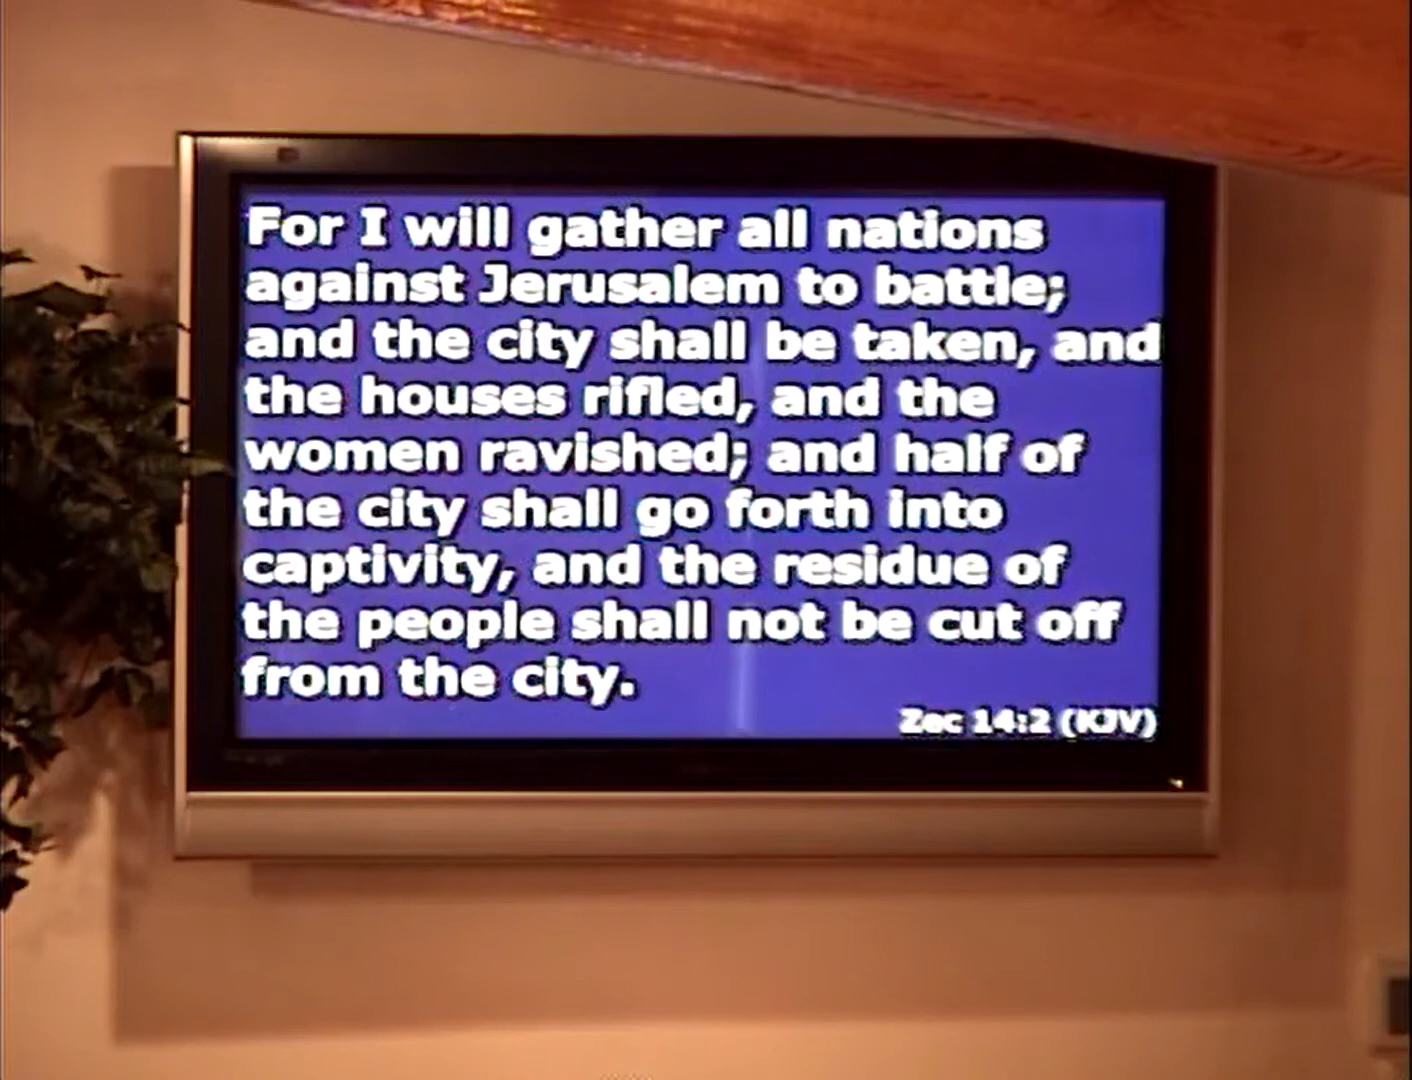 For I will gather all nations
against Jerusalem to battle;
and the city shall be taken, and
the houses rifled, and the
women ravished; and half of
the city shall go forth into
captivity, and the residue of
the people shall not be cut off
from the city.
Zec 14:2 (KJV)